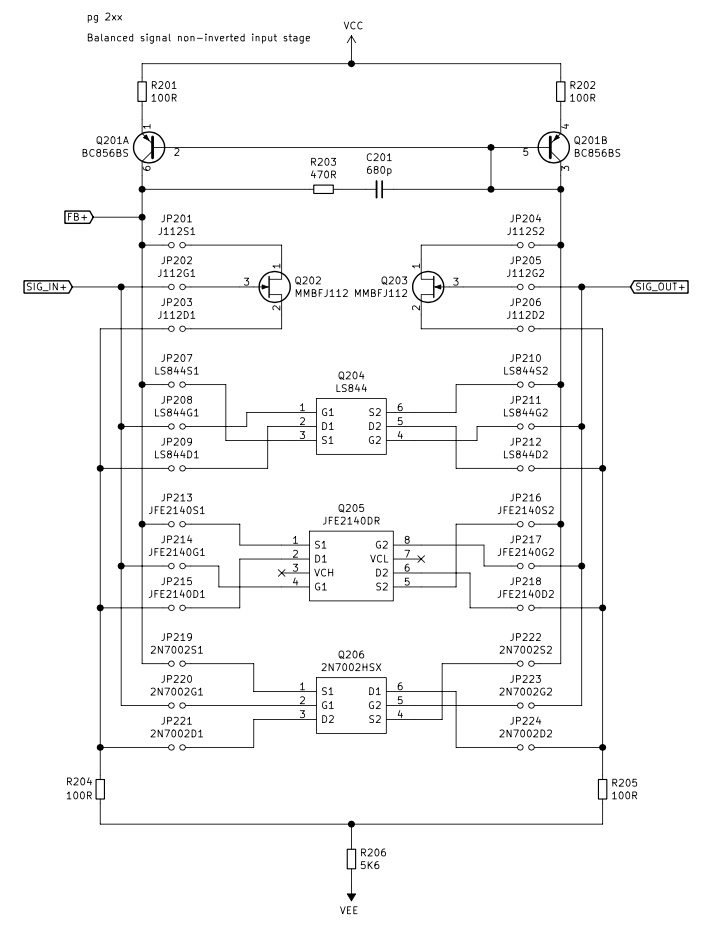 pg 2xx
Balanced signal non-inverted input stage
VCC
R201
100R
R202
100R
1
4
Q201A
BC856BS
2
5
Q201B
BC856BS
6
3
R203
470R
C201
680p
FB+
JP201
J112S1
JP204
J112S2
SIG_IN+
JP202
J112G1
3
1
2
Q202
MMBFJ112
Q203
MMBFJ112
1
2
3
JP205
J112G2
SIG_OUT+
JP203
J112D1
JP206
J112D2
JP207
LS844S1
JP210
LS844S2
Q204
LS844
JP208
LS844G1
JP211
LS844G2
1 G1 S2 6
2 D1 D2 5
3 S1 G2 4
JP209
LS844D1
JP212
LS844D2
JP213
JFE2140S1
JP216
JFE2140S2
Q205
JFE2140DR
JP214
JFE2140G1
JP217
JFE2140G2
1 S1 G2 8
2 D1 VCL 7
3 VCH D2 6
4 G1 S2 5
JP215
JFE2140D1
JP218
JFE2140D2
JP219
2N7002S1
JP222
2N7002S2
Q206
2N7002HSX
JP220
2N7002G1
JP223
2N7002G2
1 S1 D1 6
2 G1 G2 5
3 D2 S2 4
JP221
2N7002D1
JP224
2N7002D2
R204
100R
R205
100R
R206
5K6
VEE